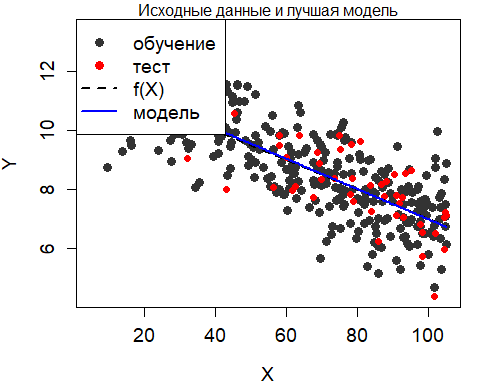 Исходные данные и лучшая модель
обучение
тест
f(X)
модель
12
10
8
6
Y
20 40 60 80 100
X